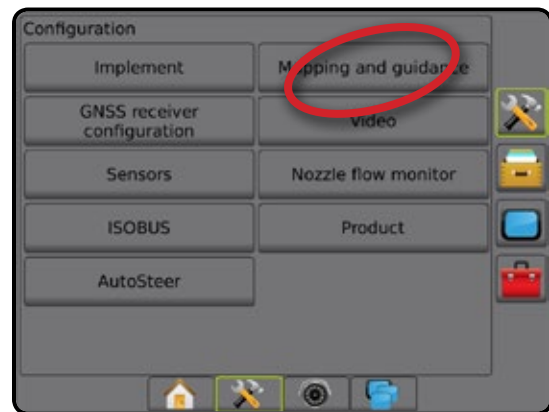 Configuration
Implement
Mapping and guidance
GNSS receiver
configuration
Video
Sensors
Nozzle flow monitor
ISOBUS
Product
AutoSteer